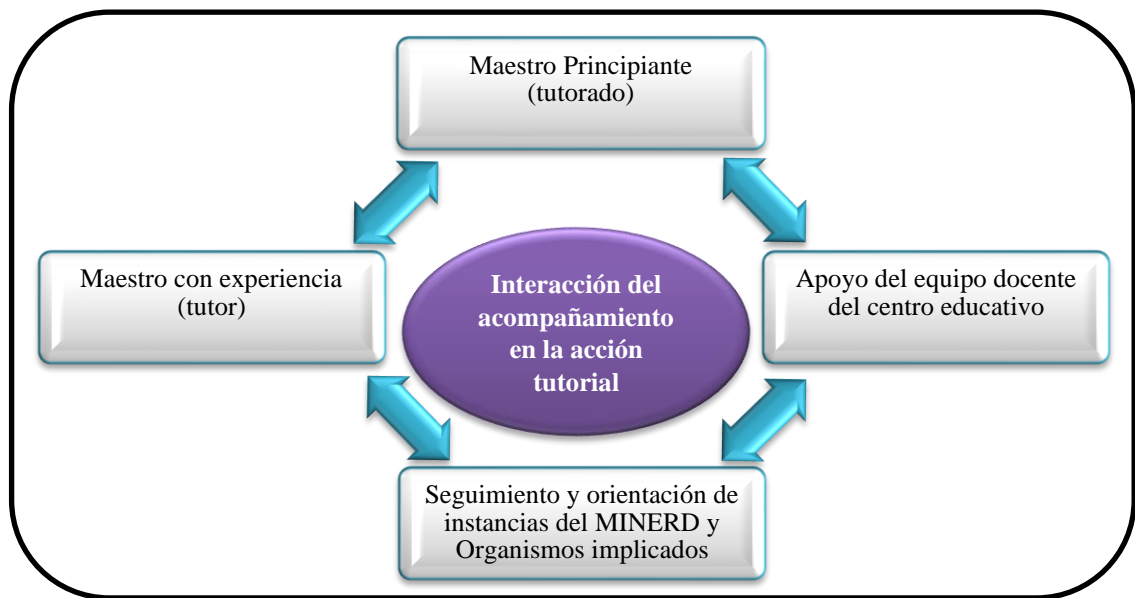 Maestro Principiante
(tutorado)
Maestro con experiencia
(tutor)
Interacción del
acompañamiento
en la acción
tutorial
Apoyo del equipo docente
del centro educativo
Seguimiento y orientación de
instancias del MINERD y
Organismos implicados